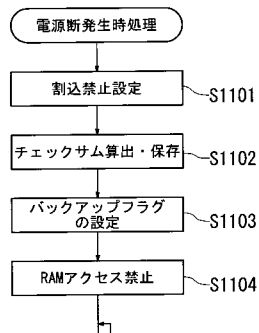 電源断発生時処理
割込禁止設定
S1101
チェックサム算出・保存
S1102
バックアップフラグ
の設定
S1103
RAMアクセス禁止
S1104